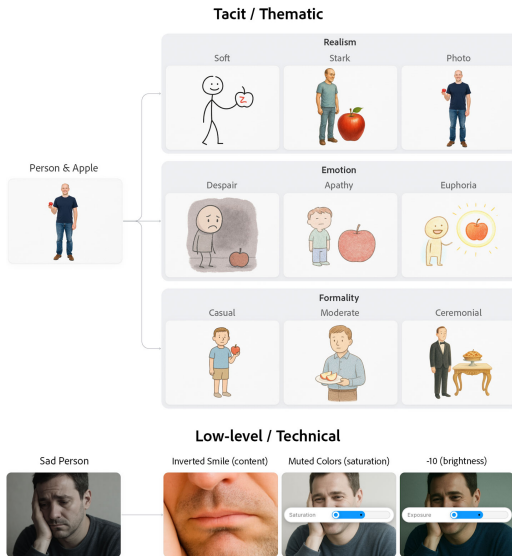 Tacit / Thematic
Realism
Soft
Stark
Photo
Z
Person & Apple
Emotion
Despair
Apathy
Euphoria
Formality
Casual
Moderate
Ceremonial
Low-level / Technical
Sad Person
Inverted Smile (content)
Muted Colors (saturation)
-10 (brightness)
Saturation
Exposure